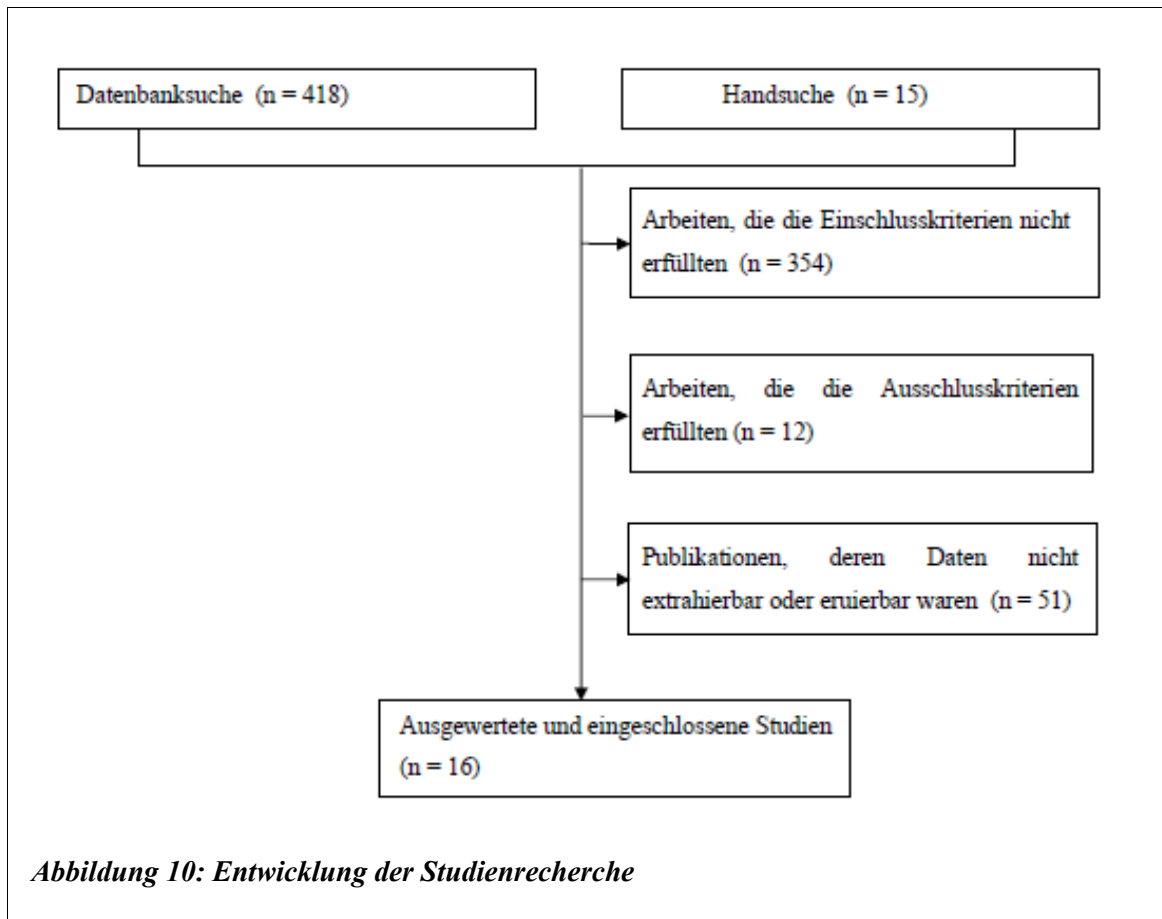 Datenbanksuche (n = 418)
Handsuche (n = 15)
Arbeiten, die die Einschlusskriterien nicht
erfüllten (n = 354)
Arbeiten, die die Ausschlusskriterien
erfüllten (n = 12)
Publikationen, deren Daten nicht
extrahierbar oder eruierbar waren (n = 51)
Ausgewertete und eingeschlossene Studien
(n = 16)
Abbildung 10: Entwicklung der Studienrecherche